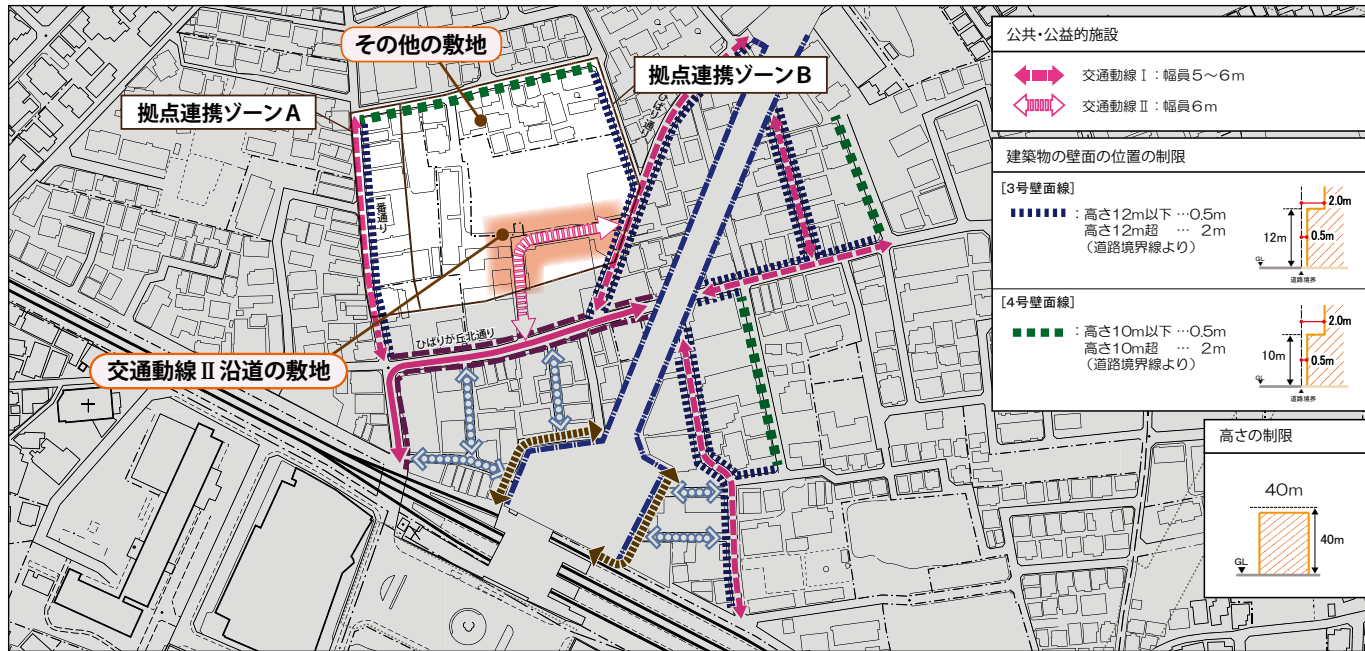 その他の敷地
拠点連携ゾーンA
拠点連携ゾーンB
ひばり通り
一番通り
ひばりが丘北通り
交通動線Ⅱ沿道の敷地
公共・公益的施設
交通動線Ⅰ：幅員5～6m
交通動線Ⅱ：幅員6m
建築物の壁面の位置の制限
[3号壁面線]
：高さ12m以下 …0.5m
高さ12m超 … 2m
（道路境界線より）
2.0m
12m
0.5m
GL
道路境界
[4号壁面線]
：高さ10m以下 …0.5m
高さ10m超 … 2m
（道路境界線より）
2.0m
10m
0.5m
GL
道路境界
高さの制限
40m
40m
GL